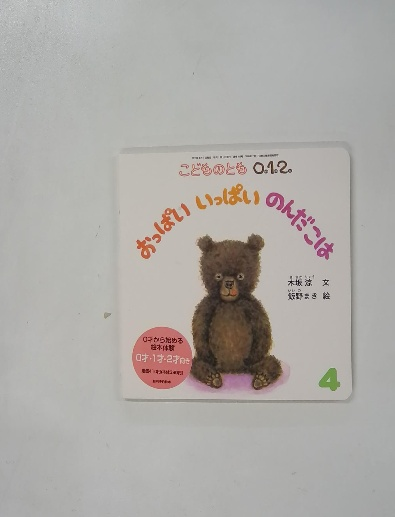 こどものとも 0.1.2.
おっぱい いっぱい のんだこは
木坂 涼 文
飯野まき 絵
0才から始める
絵本体験
0才・1才・2才向き
4